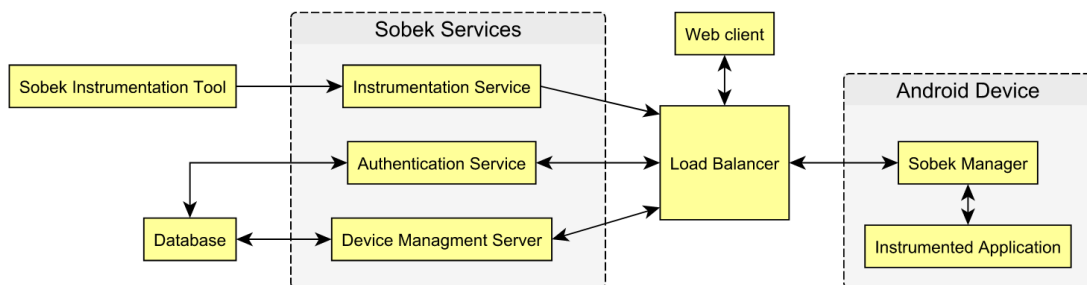 Sobek Services
Web client
Sobek Instrumentation Tool
Instrumentation Service
Android Device
Authentication Service
Load Balancer
Sobek Manager
Database
Device Managment Server
Instrumented Application